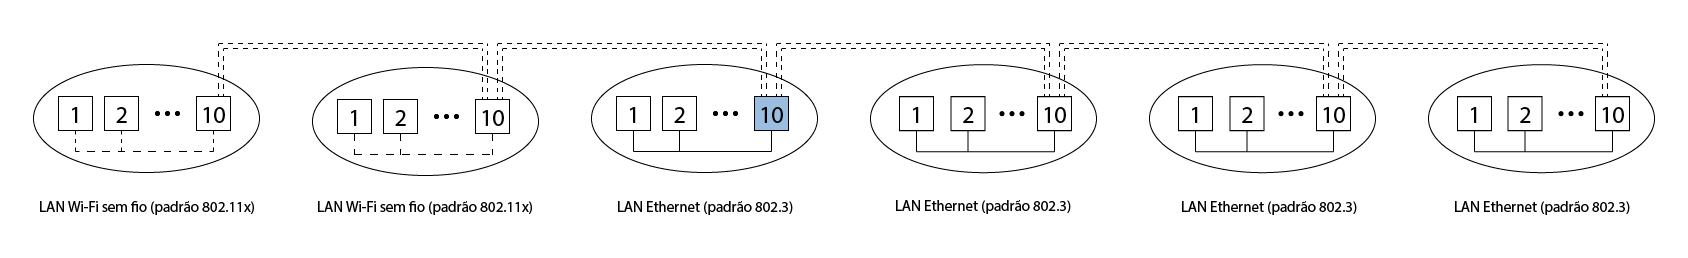 1 2 ••• 10
1 2 ••• 10
1 2 ••• 10
1 2 ••• 10
1 2 ••• 10
1 2 ••• 10
LAN Wi-Fi sem fio (padrão 802.11x)
LAN Wi-Fi sem fio (padrão 802.11x)
LAN Ethernet (padrão 802.3)
LAN Ethernet (padrão 802.3)
LAN Ethernet (padrão 802.3)
LAN Ethernet (padrão 802.3)